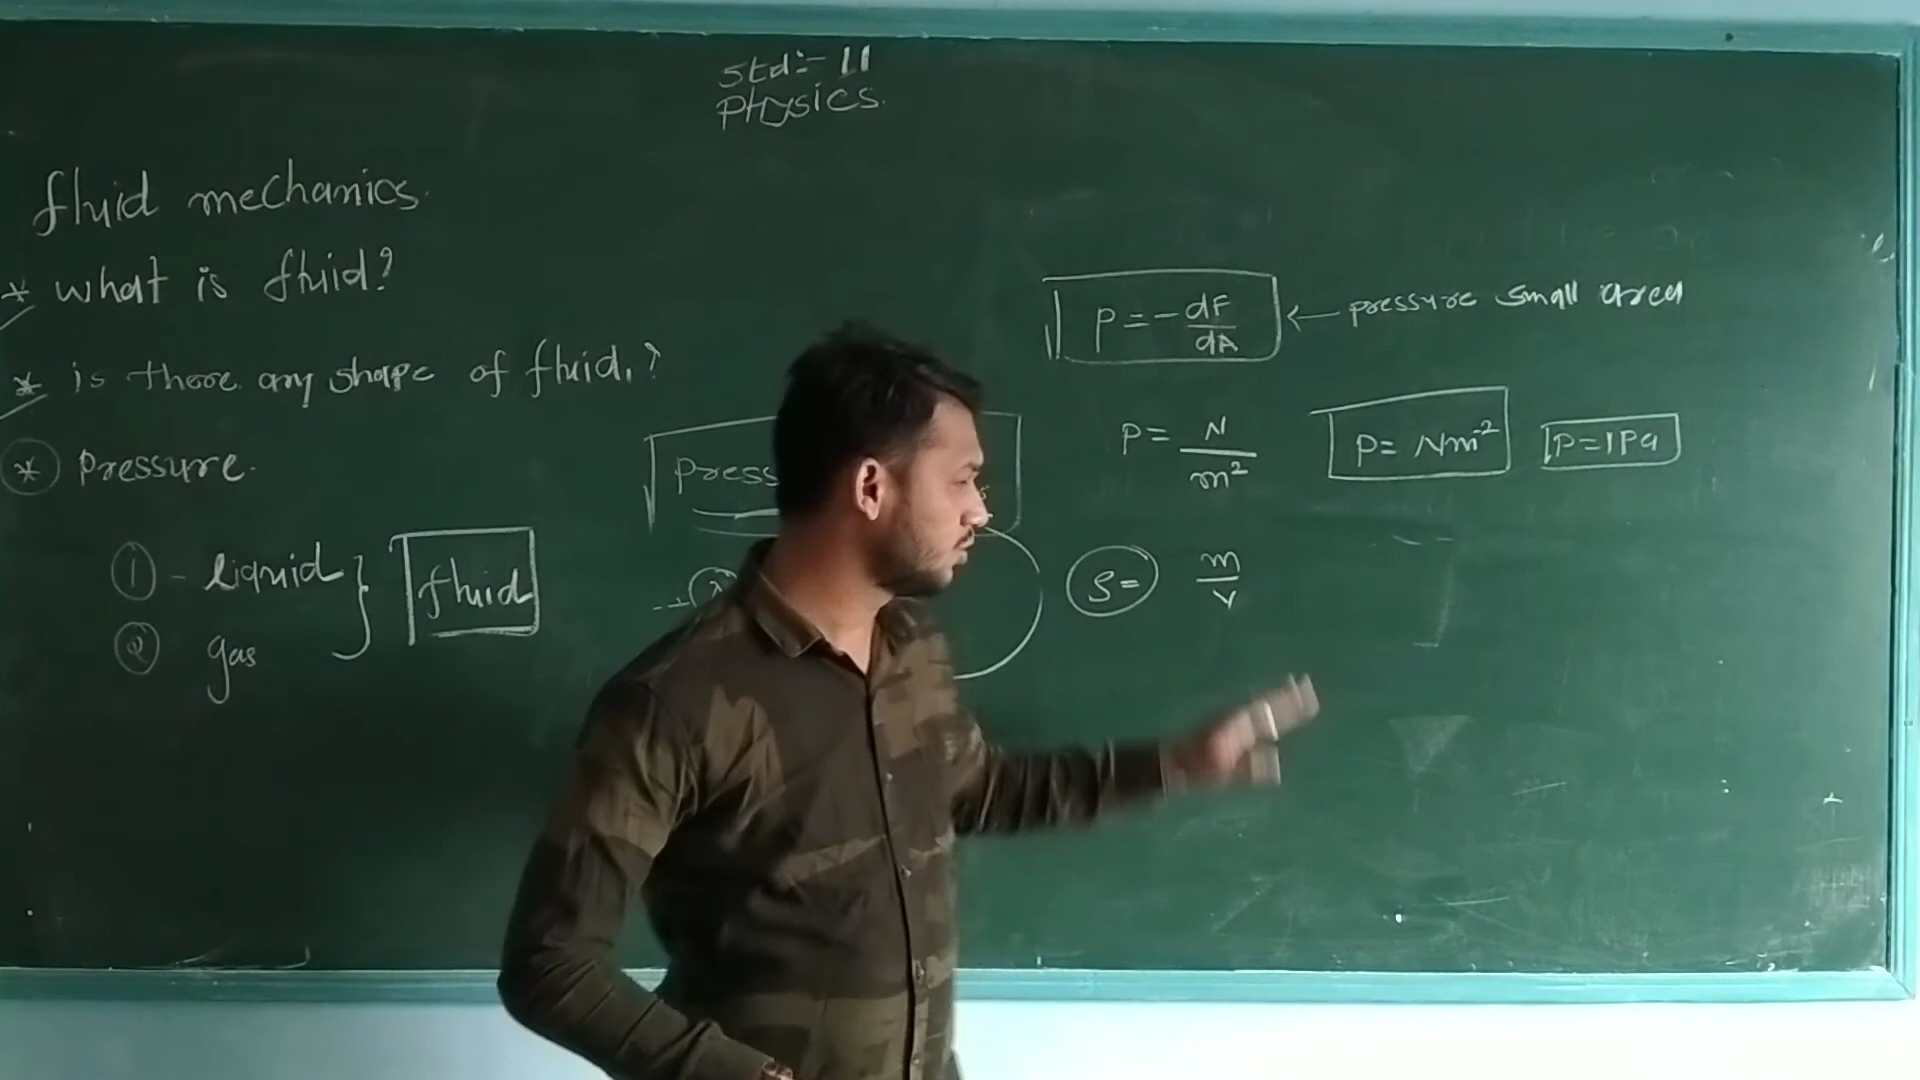 Std:- 11
Physics.
fluid mechanics.
* What is fluid?
* is there any shape of fluid.?
* Pressure.
① - Liquid } fluid
② gas
P = - dF/dA ← pressure small area
P = N/m² P = Nm⁻² P=1Pa
ρ = m/v